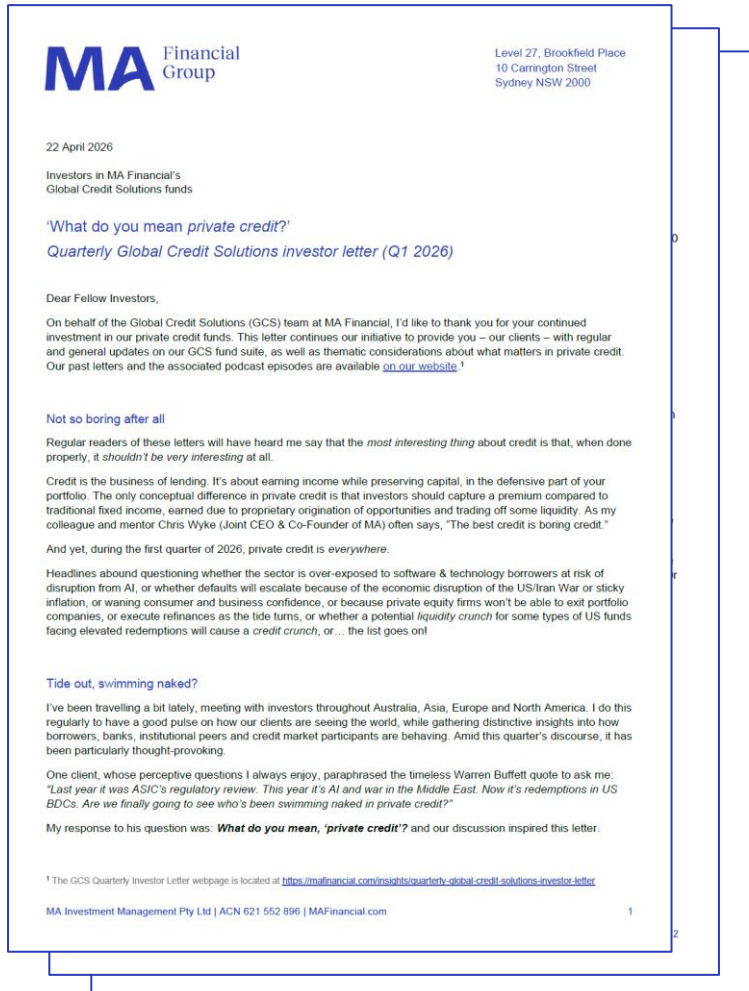 MA Financial
Group
Level 27, Brookfield Place
10 Carrington Street
Sydney NSW 2000
22 April 2026
Investors in MA Financial's
Global Credit Solutions funds
'What do you mean private credit?'
Quarterly Global Credit Solutions investor letter (Q1 2026)
Dear Fellow Investors,
On behalf of the Global Credit Solutions (GCS) team at MA Financial, I'd like to thank you for your continued
investment in our private credit funds. This letter continues our initiative to provide you – our clients – with regular
and general updates on our GCS fund suite, as well as thematic considerations about what matters in private credit.
Our past letters and the associated podcast episodes are available on our website.¹
Not so boring after all
Regular readers of these letters will have heard me say that the most interesting thing about credit is that, when done
properly, it shouldn't be very interesting at all.
Credit is the business of lending. It's about earning income while preserving capital, in the defensive part of your
portfolio. The only conceptual difference in private credit is that investors should capture a premium compared to
traditional fixed income, earned due to proprietary origination of opportunities and trading off some liquidity. As my
colleague and mentor Chris Wyke (Joint CEO & Co-Founder of MA) often says, "The best credit is boring credit."
And yet, during the first quarter of 2026, private credit is everywhere.
Headlines abound questioning whether the sector is over-exposed to software & technology borrowers at risk of
disruption from AI, or whether defaults will escalate because of the economic disruption of the US/Iran War or sticky
inflation, or waning consumer and business confidence, or because private equity firms won't be able to exit portfolio
companies, or execute refinances as the tide turns, or whether a potential liquidity crunch for some types of US funds
facing elevated redemptions will cause a credit crunch, or… the list goes on!
Tide out, swimming naked?
I've been travelling a bit lately, meeting with investors throughout Australia, Asia, Europe and North America. I do this
regularly to have a good pulse on how our clients are seeing the world, while gathering distinctive insights into how
borrowers, banks, institutional peers and credit market participants are behaving. Amid this quarter's discourse, it has
been particularly thought-provoking.
One client, whose perceptive questions I always enjoy, paraphrased the timeless Warren Buffett quote to ask me:
"Last year it was ASIC's regulatory review. This year it's AI and war in the Middle East. Now it's redemptions in US
BDCs. Are we finally going to see who's been swimming naked in private credit?"
My response to his question was: What do you mean, 'private credit'? and our discussion inspired this letter.
¹ The GCS Quarterly Investor Letter webpage is located at https://mafinancial.com/insights/quarterly-global-credit-solutions-investor-letter
MA Investment Management Pty Ltd | ACN 621 552 896 | MAFinancial.com 1
2